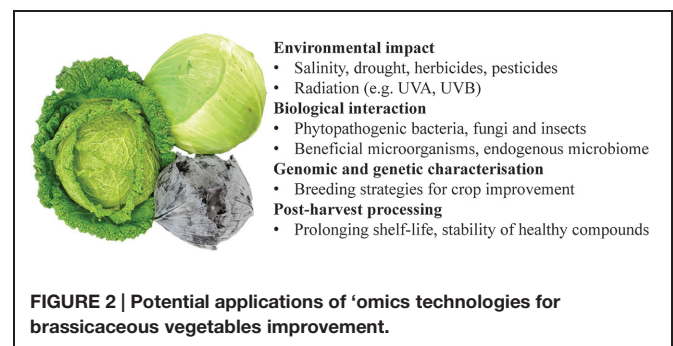 Environmental impact
• Salinity, drought, herbicides, pesticides
• Radiation (e.g. UVA, UVB)
Biological interaction
• Phytopathogenic bacteria, fungi and insects
• Beneficial microorganisms, endogenous microbiome
Genomic and genetic characterisation
• Breeding strategies for crop improvement
Post-harvest processing
• Prolonging shelf-life, stability of healthy compounds
FIGURE 2 | Potential applications of ‘omics technologies for
brassicaceous vegetables improvement.